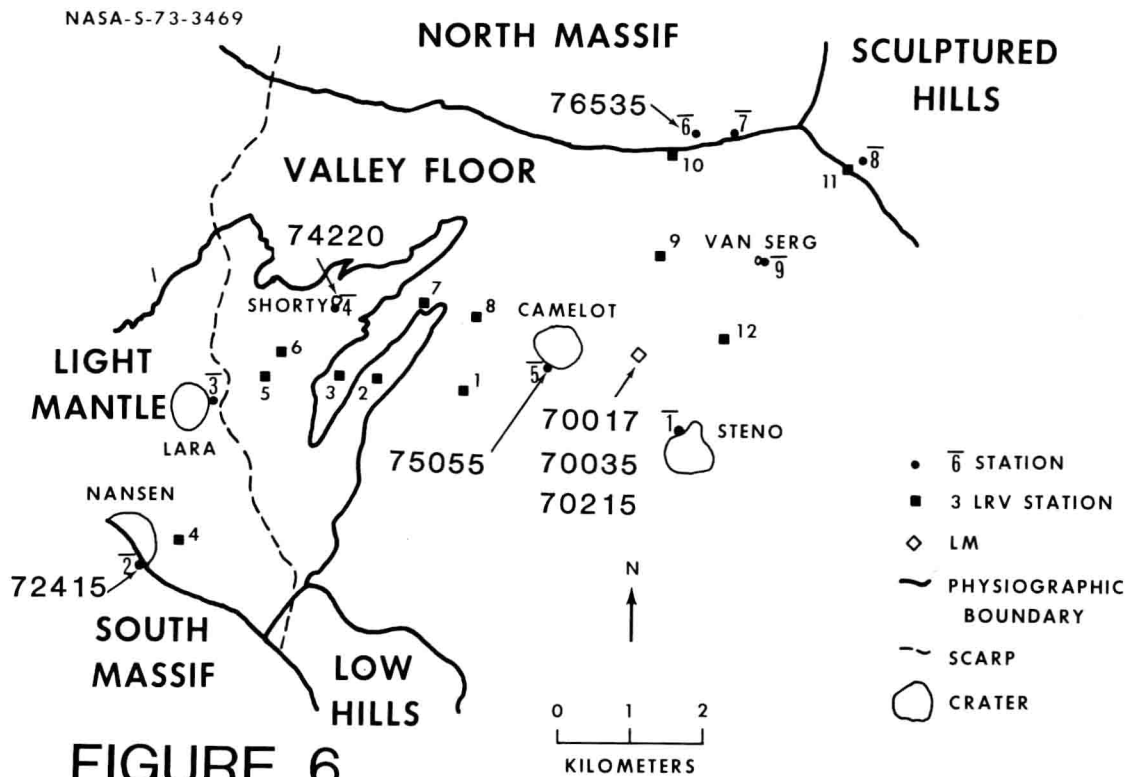 NASA-S-73-3469
NORTH MASSIF
SCULPTURED
HILLS
76535
6
7
10
8
11
VALLEY FLOOR
74220
9
VAN SERG
9
SHORTY
4
7
8
CAMELOT
12
6
5
LIGHT
MANTLE
3
5
3
2
1
LARA
70017
70035
70215
1
STENO
75055
NANSEN
4
2
72415
SOUTH
MASSIF
LOW
HILLS
N
6 STATION
3 LRV STATION
LM
PHYSIOGRAPHIC
BOUNDARY
SCARP
CRATER
0 1 2
KILOMETERS
FIGURE 6